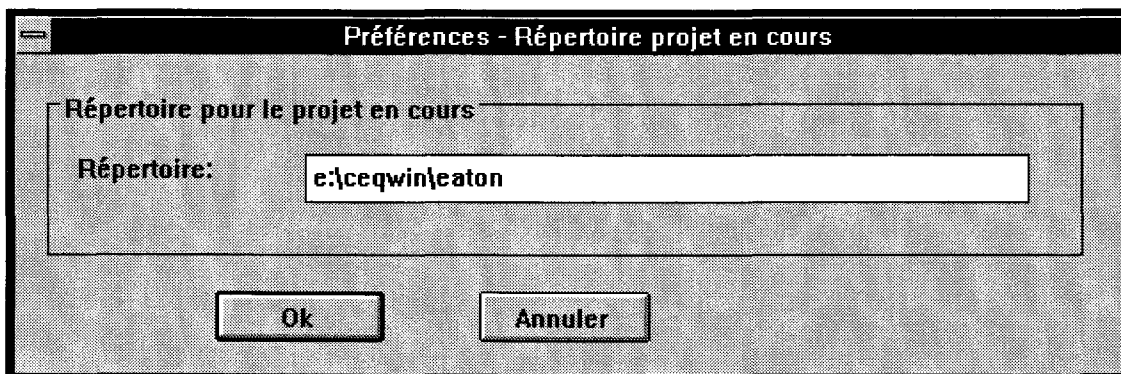 Préférences - Répertoire projet en cours
Répertoire pour le projet en cours
Répertoire:
e:\ceqwin\eaton
Ok
Annuler